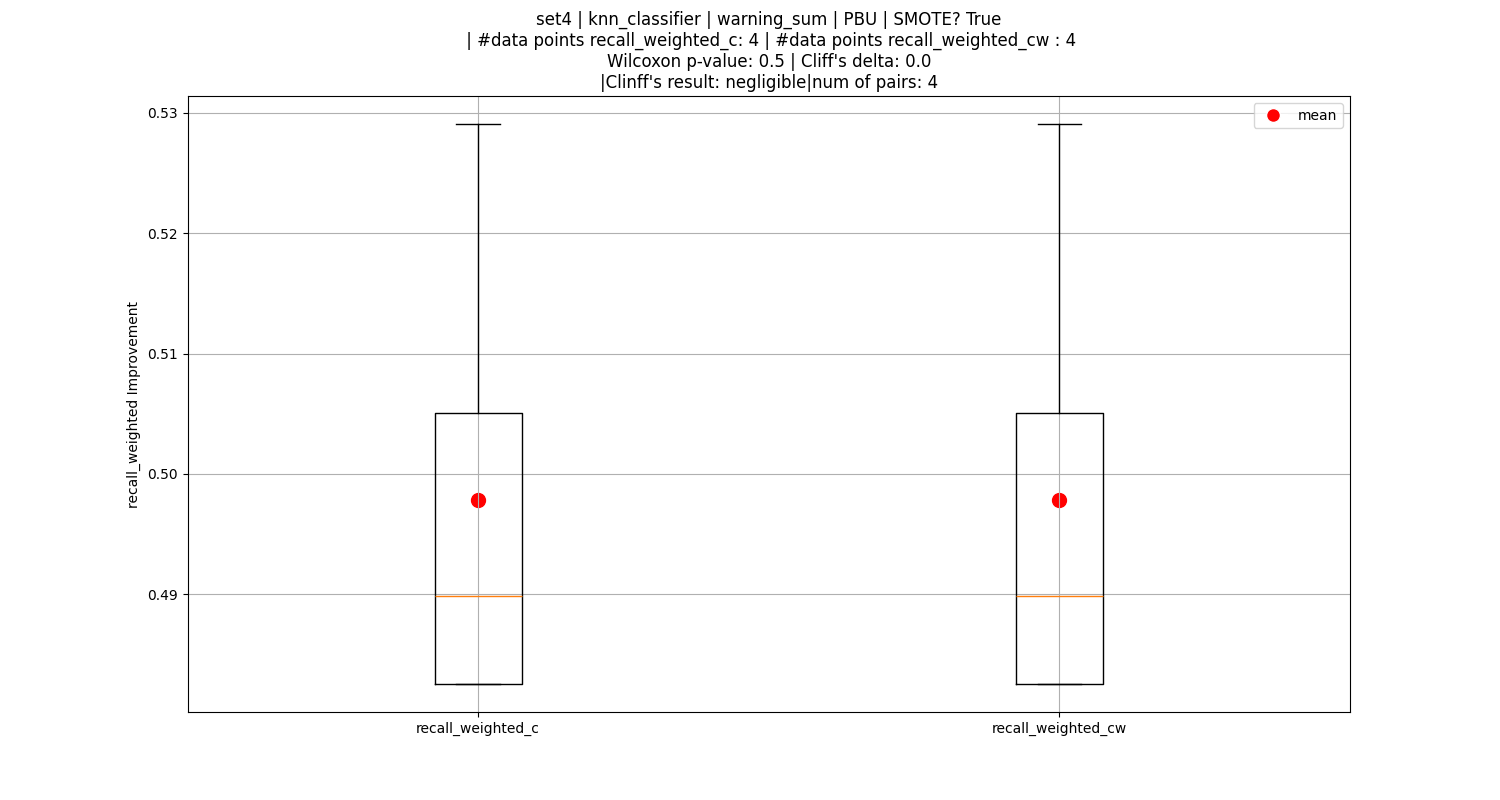 set4 | knn_classifier | warning_sum | PBU | SMOTE? True
| #data points recall_weighted_c: 4 | #data points recall_weighted_cw : 4
Wilcoxon p-value: 0.5 | Cliff's delta: 0.0
|Clinff's result: negligible|num of pairs: 4
mean
recall_weighted Improvement
0.53
0.52
0.51
0.50
0.49
recall_weighted_c
recall_weighted_cw